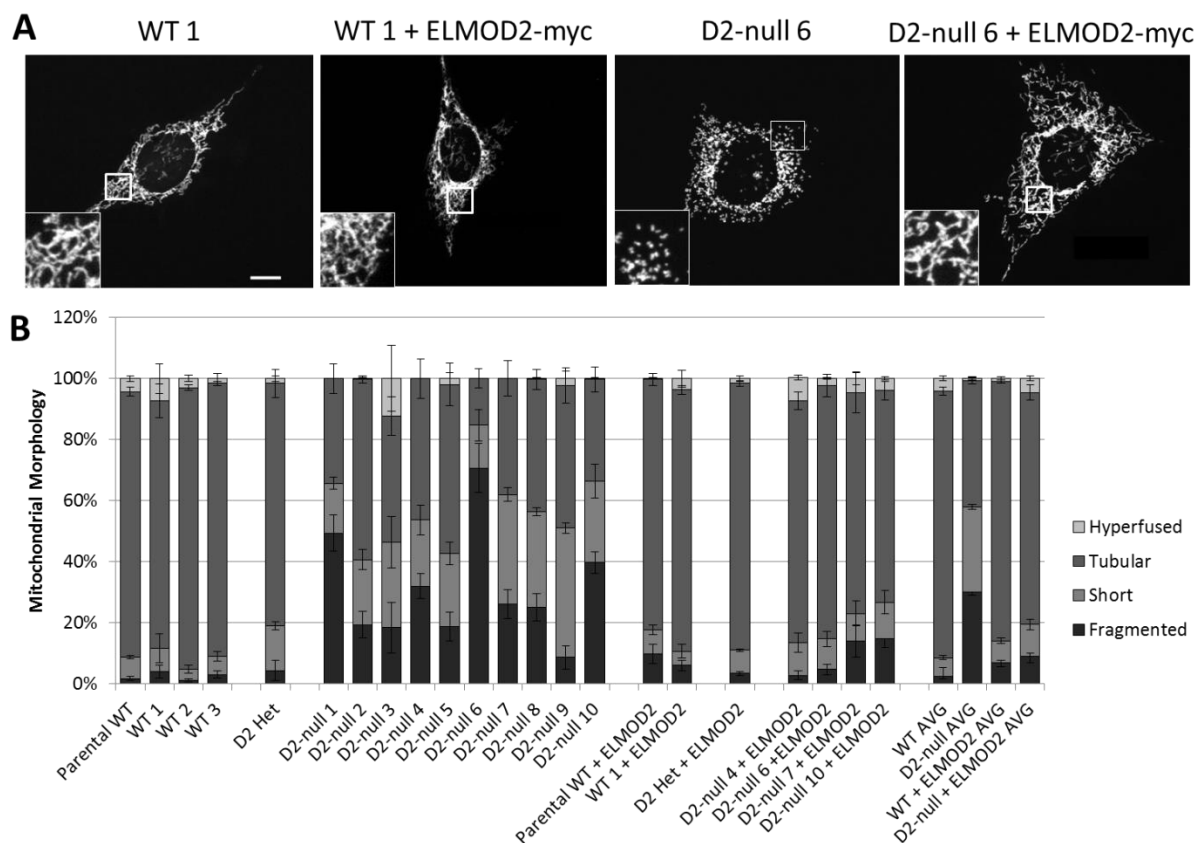 A
WT 1
WT 1 + ELMOD2-myc
D2-null 6
D2-null 6 + ELMOD2-myc
B
120%
100%
80%
60%
40%
20%
0%
Mitochondrial Morphology
Hyperfused
Tubular
Short
Fragmented
Parental WT
WT 1
WT 2
WT 3
D2 Het
D2-null 1
D2-null 2
D2-null 3
D2-null 4
D2-null 5
D2-null 6
D2-null 7
D2-null 8
D2-null 9
D2-null 10
Parental WT + ELMOD2
WT 1 + ELMOD2
D2 Het + ELMOD2
D2-null 4 + ELMOD2
D2-null 6 +ELMOD2
D2-null 7 + ELMOD2
D2-null 10 + ELMOD2
WT AVG
D2-null AVG
WT + ELMOD2 AVG
D2-null + ELMOD2 AVG